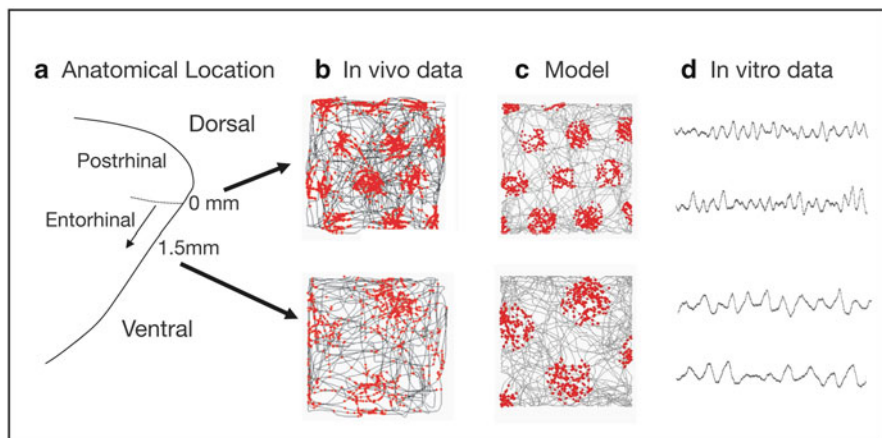 a Anatomical Location
b In vivo data
c Model
d In vitro data
Dorsal
Postrhinal
0 mm
Entorhinal
1.5mm
Ventral